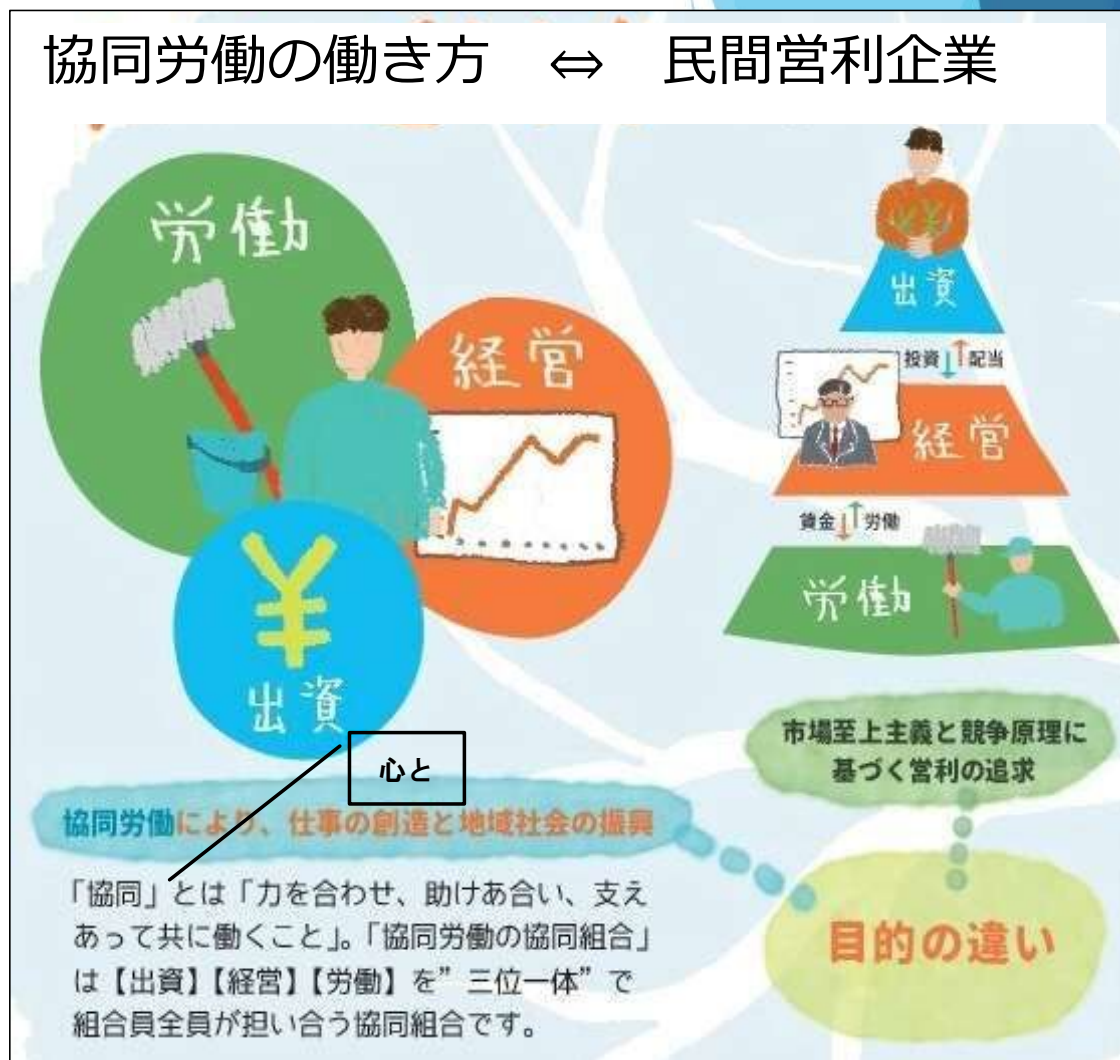 協同労働の働き方 ⇔ 民間営利企業
労働
経営
¥
出資
出資
投資 配当
経営
賃金 労働
労働
心と
協同労働により、仕事の創造と地域社会の振興
「協同」とは「力を合わせ、助けあい、支え
あって共に働くこと」。「協同労働の協同組合」
は【出資】【経営】【労働】を”三位一体”で
組合員全員が担い合う協同組合です。
市場至上主義と競争原理に
基づく営利の追求
目的の違い